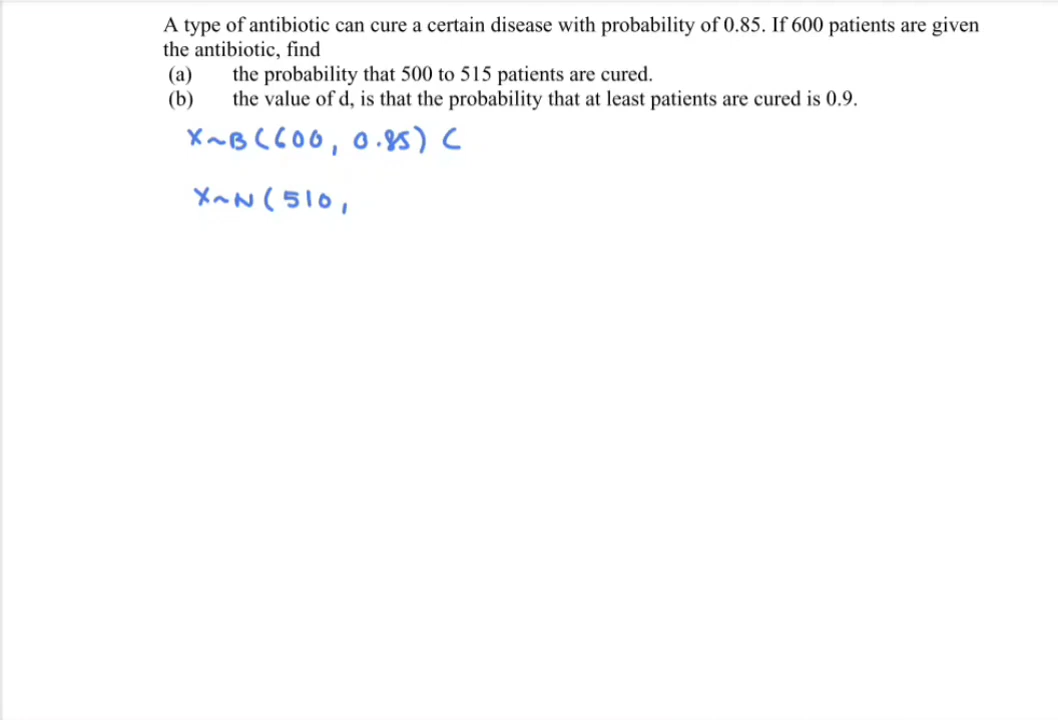 A type of antibiotic can cure a certain disease with probability of 0.85. If 600 patients are given
the antibiotic, find
(a) the probability that 500 to 515 patients are cured.
(b) the value of d, is that the probability that at least patients are cured is 0.9.
X~B(600, 0.85) (
X~N(510,